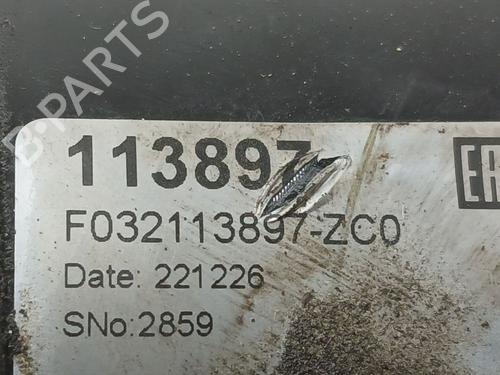 B-PARTS
113897
F032113897-ZC0
Date: 221226
SNo:2859